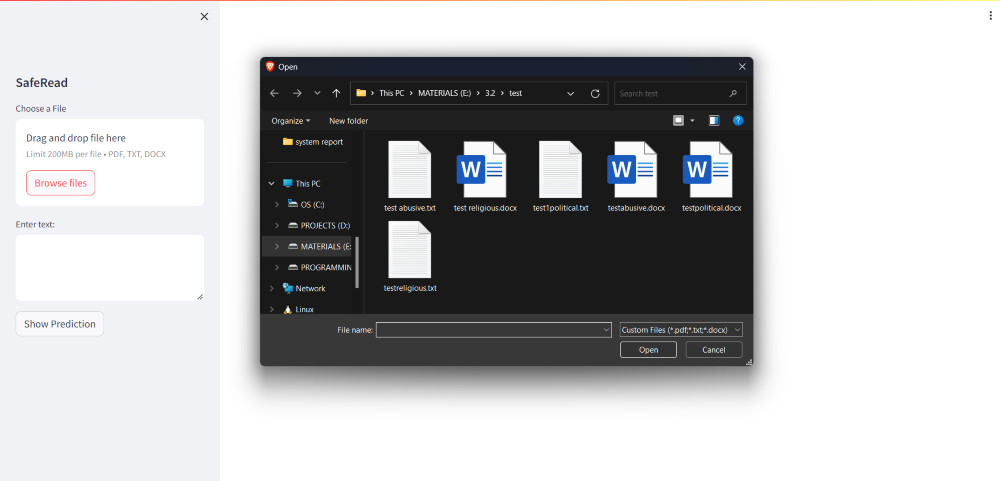 SafeRead
Choose a File
Drag and drop file here
Limit 200MB per file • PDF, TXT, DOCX
Browse files
Enter text:
Show Prediction
Open
This PC > MATERIALS (E:) > 3.2 > test
Search test
Organize
New folder
system report
This PC
OS (C:)
PROJECTS (D:)
MATERIALS (E:
PROGRAMMIN
Network
Linux
test abusive.txt
test religious.docx
test1political.txt
testabusive.docx
testpolitical.docx
testreligious.txt
File name:
Custom Files (*.pdf;*.txt;*.docx)
Open
Cancel